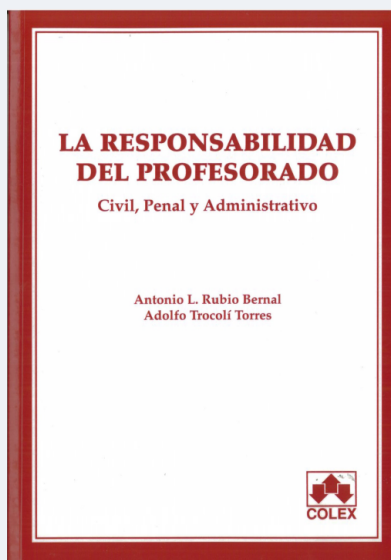 LA RESPONSABILIDAD
DEL PROFESORADO
Civil, Penal y Administrativo
Antonio L. Rubio Bernal
Adolfo Trocolí Torres
COLEX